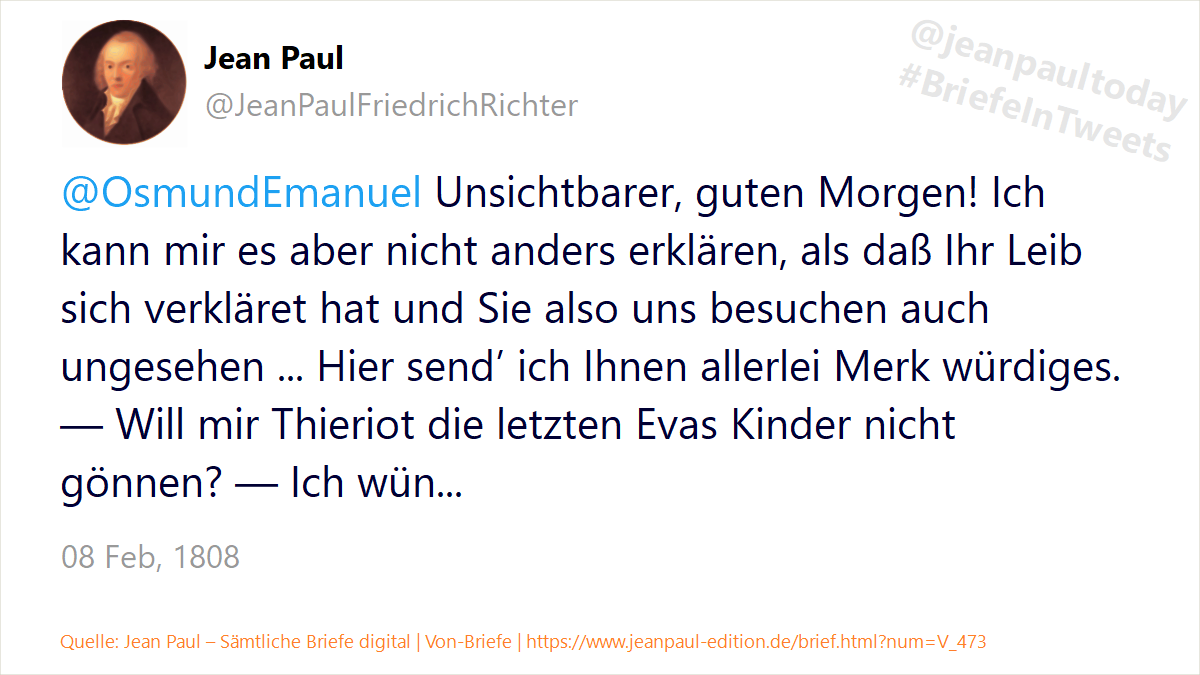 Jean Paul
@JeanPaulFriedrichRichter
@jeanpaultoday
#BriefeInTweets
@OsmundEmanuel Unsichtbarer, guten Morgen! Ich
kann mir es aber nicht anders erklären, als daß Ihr Leib
sich verkläret hat und Sie also uns besuchen auch
ungesehen ... Hier send’ ich Ihnen allerlei Merk würdiges.
— Will mir Thieriot die letzten Evas Kinder nicht
gönnen? — Ich wün...
08 Feb, 1808
Quelle: Jean Paul – Sämtliche Briefe digital | Von-Briefe | https://www.jeanpaul-edition.de/brief.html?num=V_473